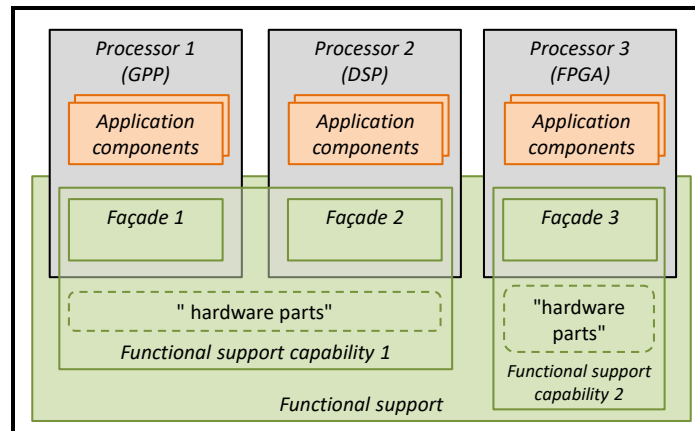 Processor 1
(GPP)
Processor 2
(DSP)
Processor 3
(FPGA)
Application
components
Application
components
Application
components
Façade 1
Façade 2
Façade 3
" hardware parts"
"hardware
parts"
Functional support capability 1
Functional support
capability 2
Functional support